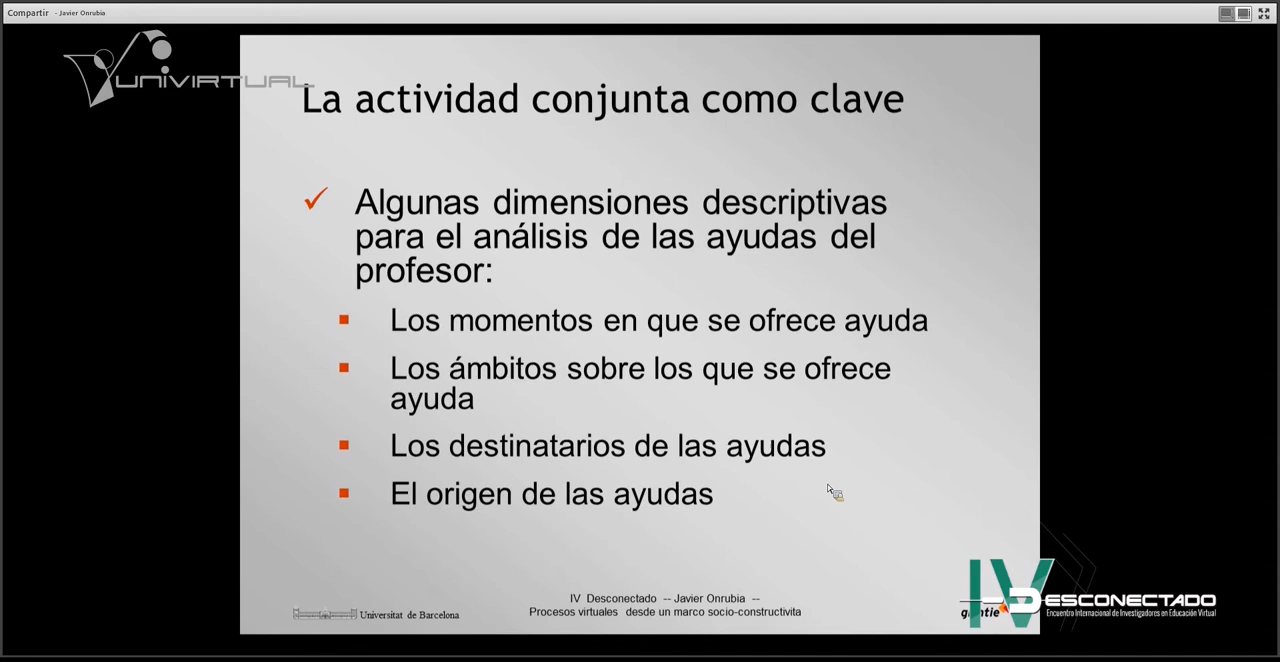 Compartir - Javier Onrubia
UNIVIRTUAL
La actividad conjunta como clave
✓ Algunas dimensiones descriptivas
para el análisis de las ayudas del
profesor:
▪ Los momentos en que se ofrece ayuda
▪ Los ámbitos sobre los que se ofrece
ayuda
▪ Los destinatarios de las ayudas
▪ El origen de las ayudas
Universitat de Barcelona
IV Desconectado -- Javier Onrubia --
Procesos virtuales desde un marco socio-constructivita
IV DESCONECTADO
Encuentro Internacional de Investigadores en Educación Virtual